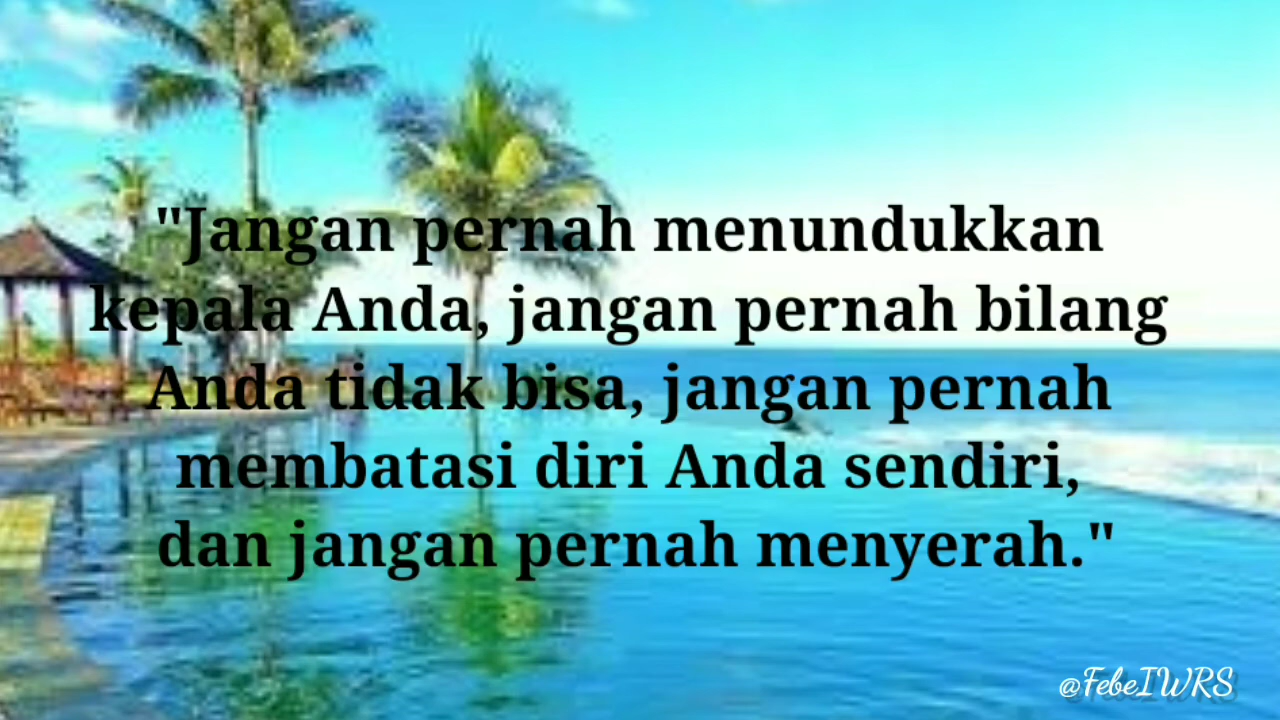 "Jangan pernah menundukkan
kepala Anda, jangan pernah bilang
Anda tidak bisa, jangan pernah
membatasi diri Anda sendiri,
dan jangan pernah menyerah."
@FebeIWRS